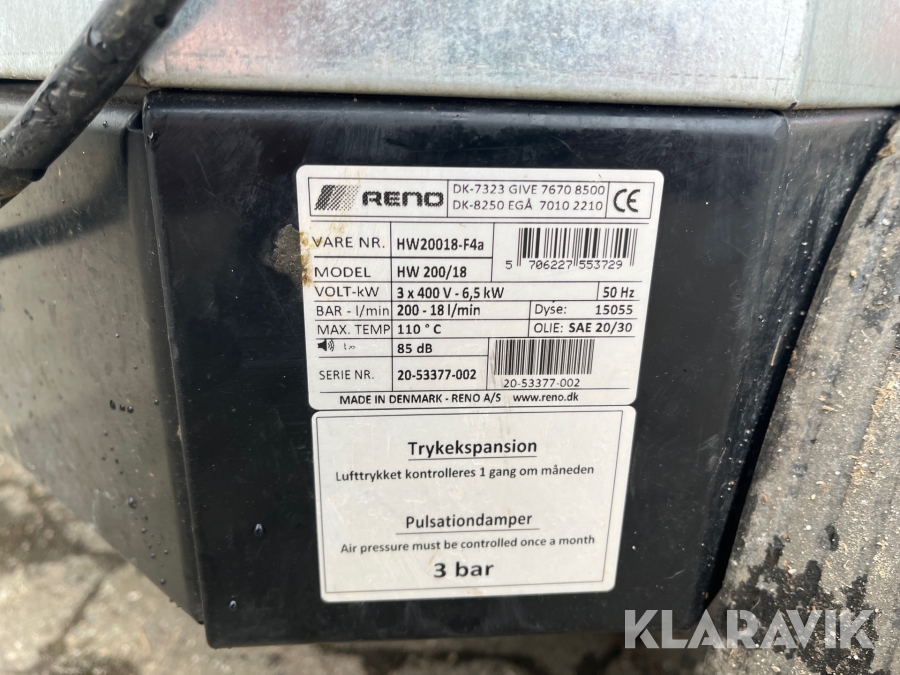 RENO
DK-7323 GIVE 7670 8500
DK-8250 EGÅ 7010 2210
CE
VARE NR. HW20018-F4a
5 706227 553729
MODEL HW 200/18
VOLT-kW 3 x 400 V - 6,5 kW 50 Hz
BAR - l/min 200 - 18 l/min Dyse: 15055
MAX. TEMP 110 ° C OLIE: SAE 20/30
85 dB
SERIE NR. 20-53377-002
20-53377-002
MADE IN DENMARK - RENO A/S www.reno.dk
Trykekspansion
Lufttrykket kontrolleres 1 gang om måneden
Pulsationdamper
Air pressure must be controlled once a month
3 bar
KLARAVIK